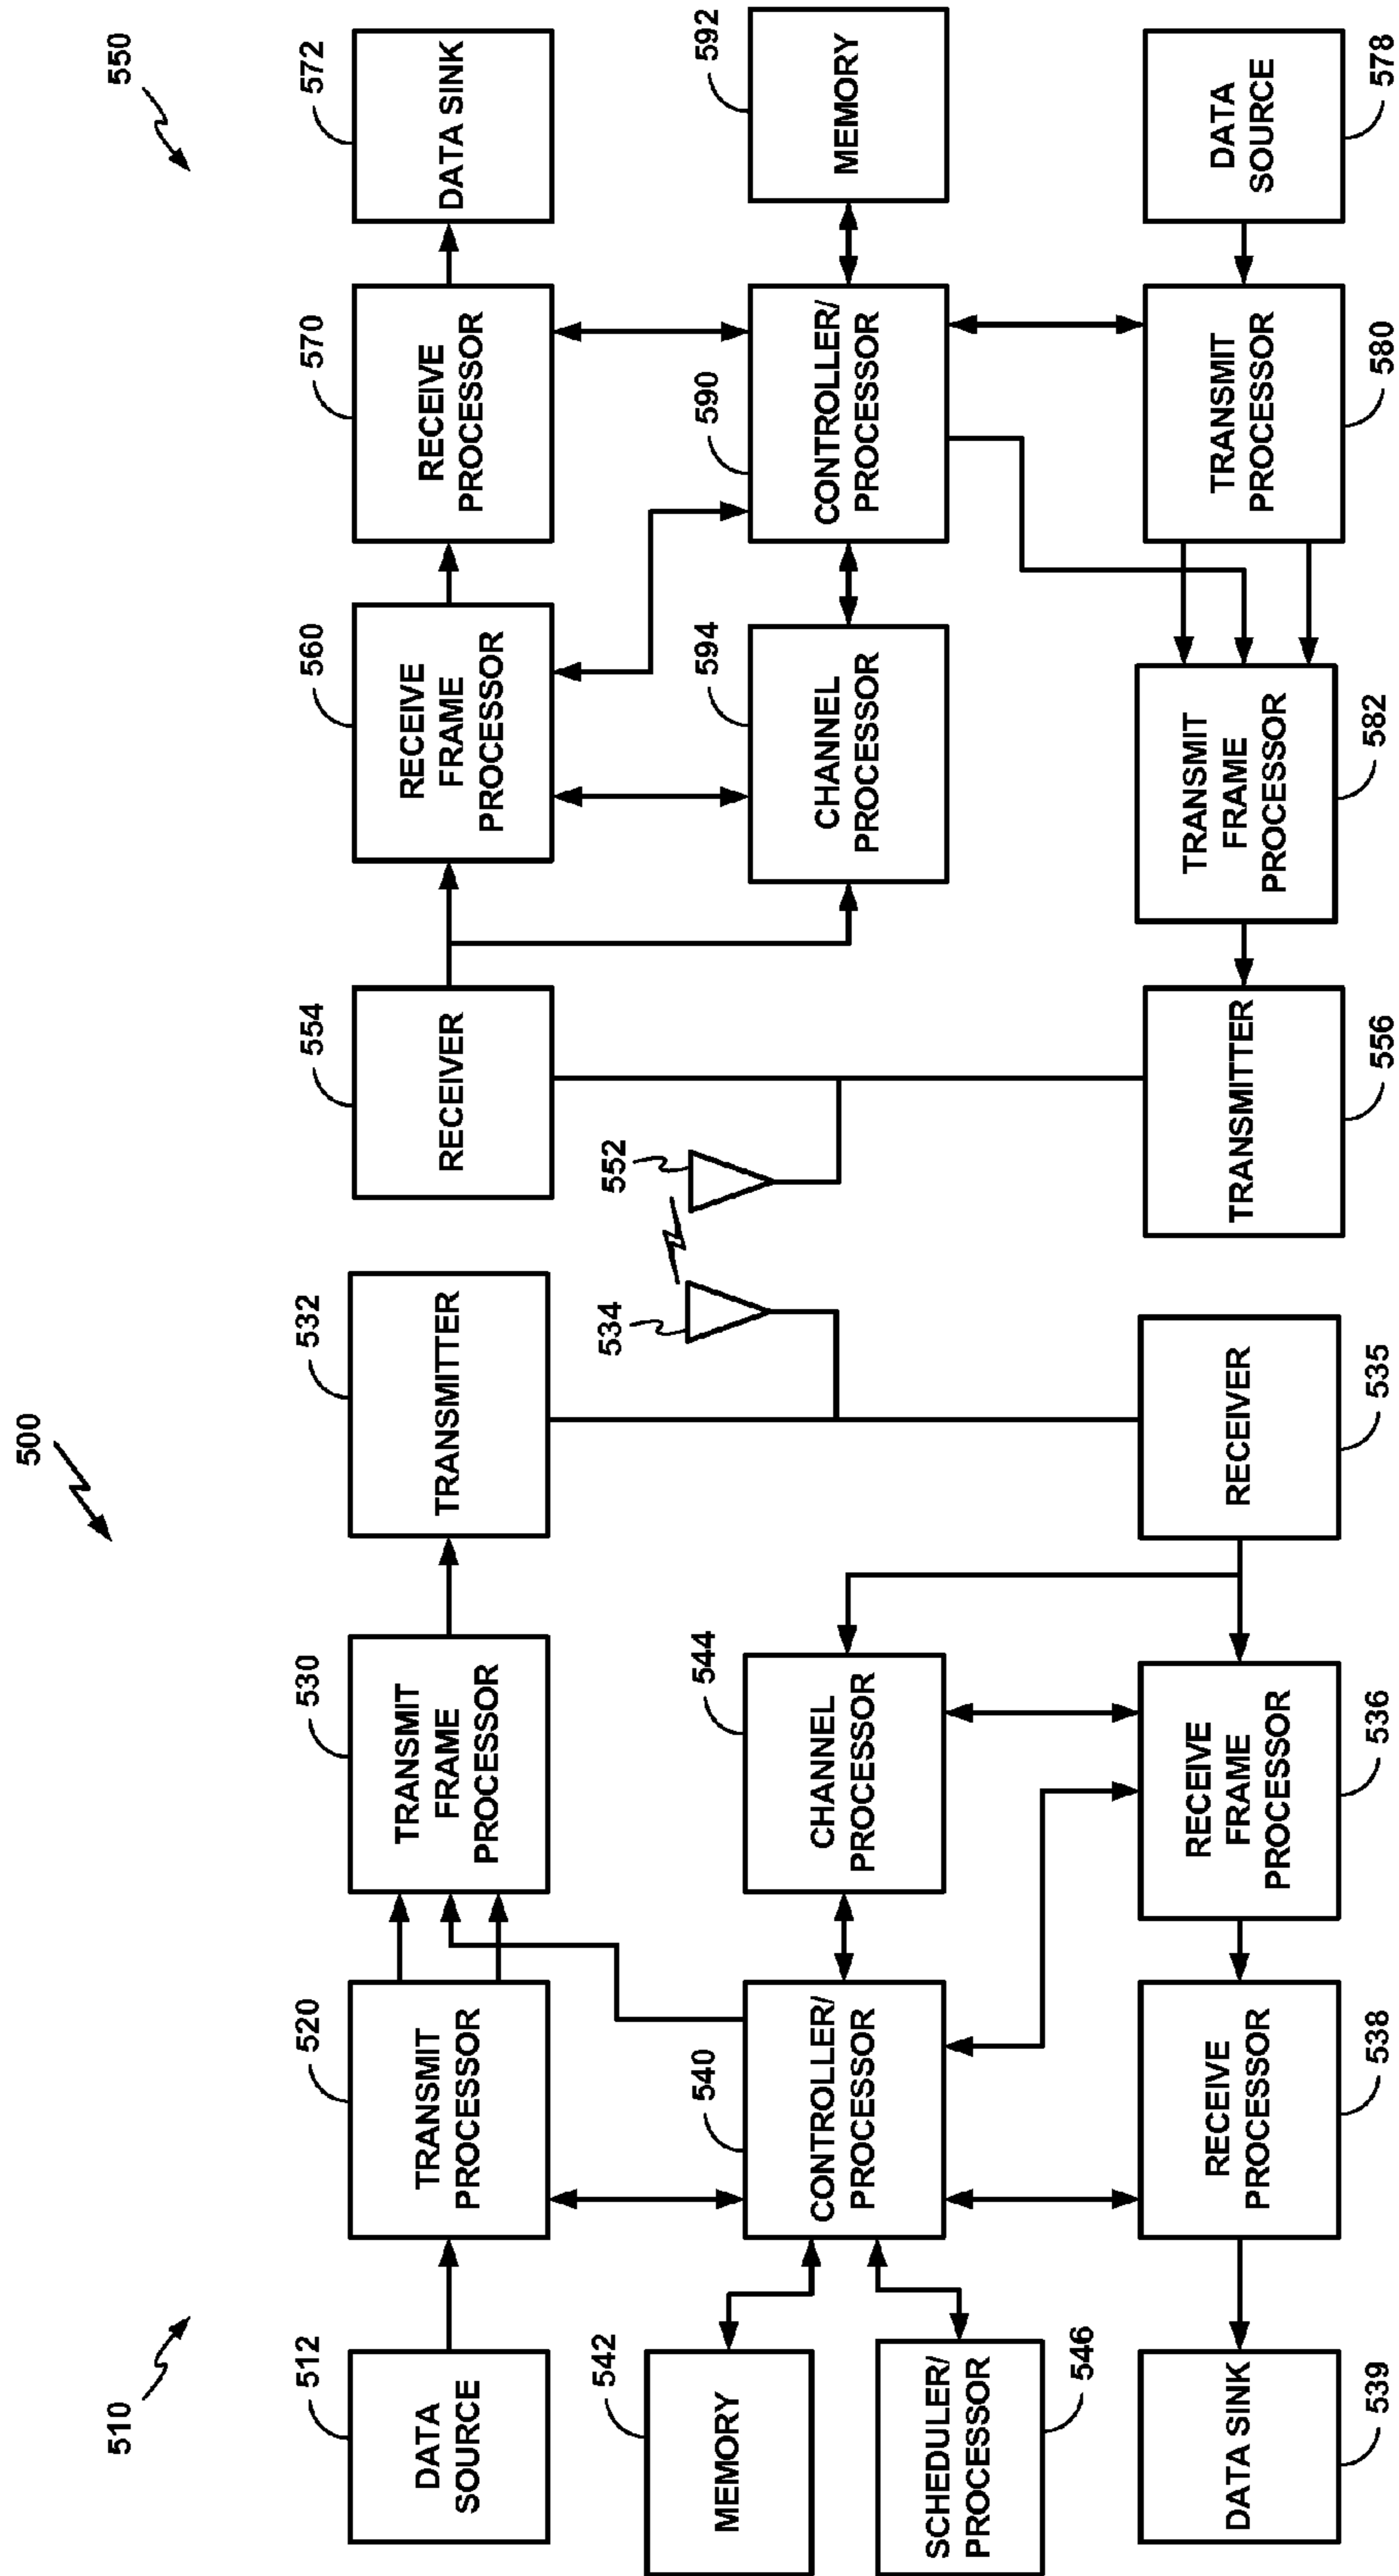 500
510
550
512
DATA
SOURCE
520
TRANSMIT
PROCESSOR
530
TRANSMIT
FRAME
PROCESSOR
532
TRANSMITTER
554
RECEIVER
560
RECEIVE
FRAME
PROCESSOR
570
RECEIVE
PROCESSOR
572
DATA SINK
542
MEMORY
540
CONTROLLER/
PROCESSOR
544
CHANNEL
PROCESSOR
534
552
594
CHANNEL
PROCESSOR
590
CONTROLLER/
PROCESSOR
592
MEMORY
SCHEDULER/
PROCESSOR
546
DATA SINK
539
RECEIVE
PROCESSOR
538
RECEIVE
FRAME
PROCESSOR
536
RECEIVER
535
TRANSMITTER
556
TRANSMIT
FRAME
PROCESSOR
582
TRANSMIT
PROCESSOR
580
DATA
SOURCE
578